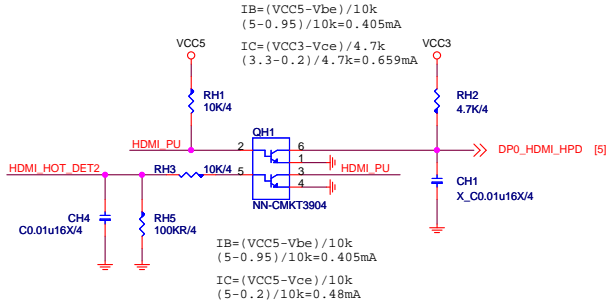 IB=(VCC5-Vbe)/10k
(5-0.95)/10k=0.405mA
IC=(VCC3-Vce)/4.7k
(3.3-0.2)/4.7k=0.659mA
VCC5
VCC3
RH1
10K/4
RH2
4.7K/4
QH1
HDMI_PU
2
6
DP0_HDMI_HPD [5]
1
HDMI_HOT_DET2
RH3
10K/4
5
3
HDMI_PU
4
NN-CMKT3904
CH1
X_C0.01u16X/4
CH4
C0.01u16X/4
RH5
100KR/4
IB=(VCC5-Vbe)/10k
(5-0.95)/10k=0.405mA
IC=(VCC5-Vce)/10k
(5-0.2)/10k=0.48mA